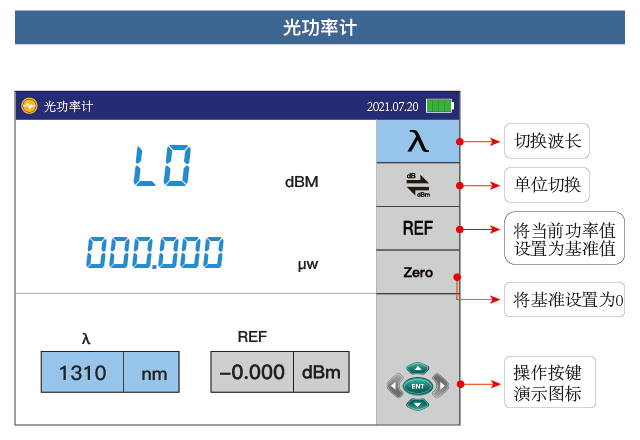 光功率计
光功率计
2021.07.20
LO
dBM
000.000
μw
λ
1310
nm
REF
-0.000
dBm
λ
dB
dBm
REF
Zero
ENT
切换波长
单位切换
将当前功率值
设置为基准值
将基准设置为0
操作按键
演示图标